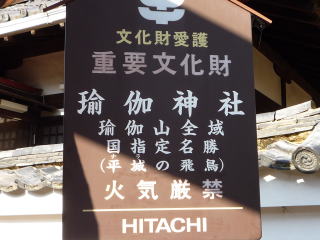 文化財愛護
重要文化財
瑜伽神社
瑜伽山全域
国指定名勝
(平城の飛鳥)
火気厳禁
HITACHI